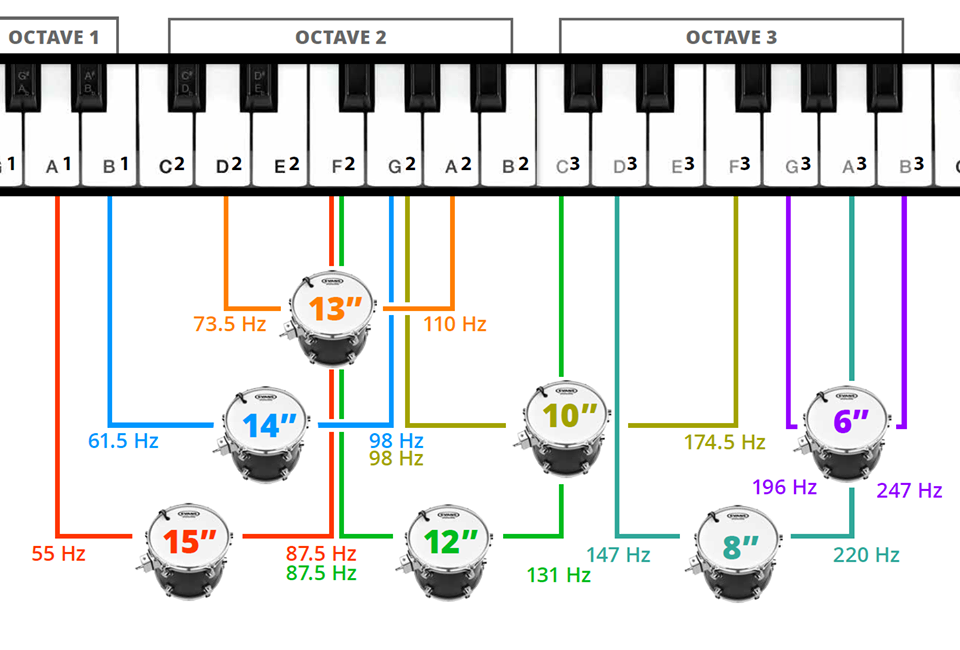 OCTAVE 1 OCTAVE 2 OCTAVE 3
G# A♭ A# B♭ C# D♭ D# E♭
1 A1 B1 C2 D2 E2 F2 G2 A2 B2 C3 D3 E3 F3 G3 A3 B3
13”
73.5 Hz 110 Hz
14” 10” 6”
61.5 Hz 98 Hz 174.5 Hz
98 Hz
196 Hz 247 Hz
15” 12” 8”
55 Hz 87.5 Hz 147 Hz 220 Hz
87.5 Hz 131 Hz